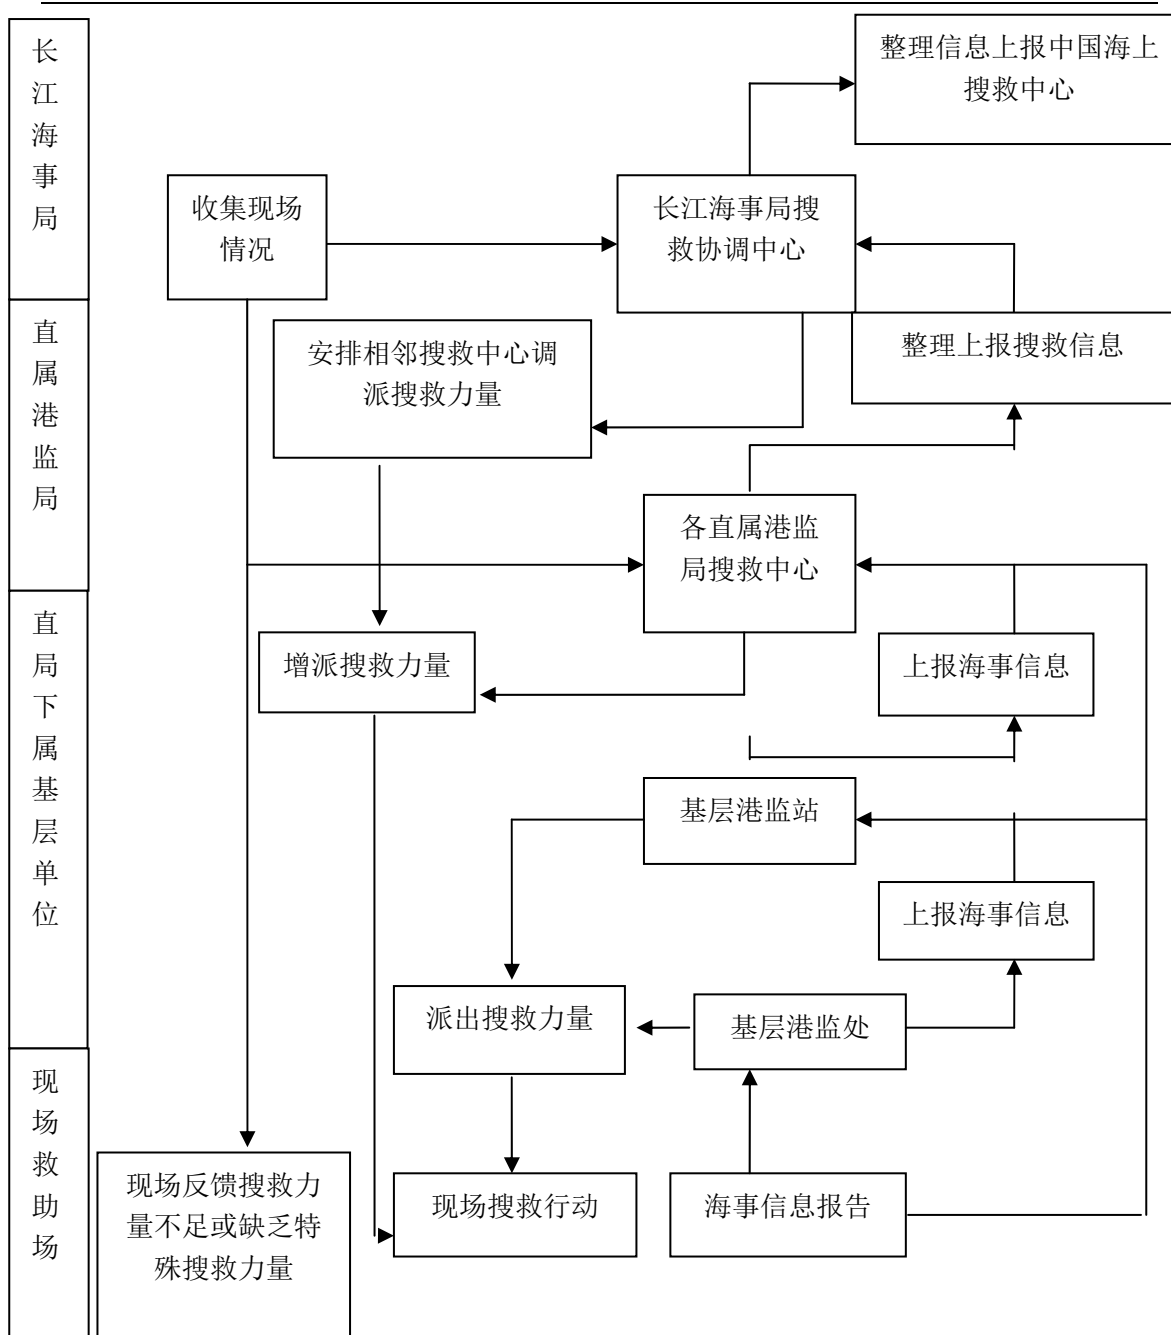 长
江
海
事
局
直
属
港
监
局
直
局
下
属
基
层
单
位
现
场
救
助
场
整理信息上报中国海上
搜救中心
收集现场
情况
长江海事局搜
救协调中心
安排相邻搜救中心调
派搜救力量
整理上报搜救信息
各直属港监
局搜救中心
增派搜救力量
上报海事信息
基层港监站
上报海事信息
派出搜救力量
基层港监处
现场反馈搜救力
量不足或缺乏特
殊搜救力量
现场搜救行动
海事信息报告